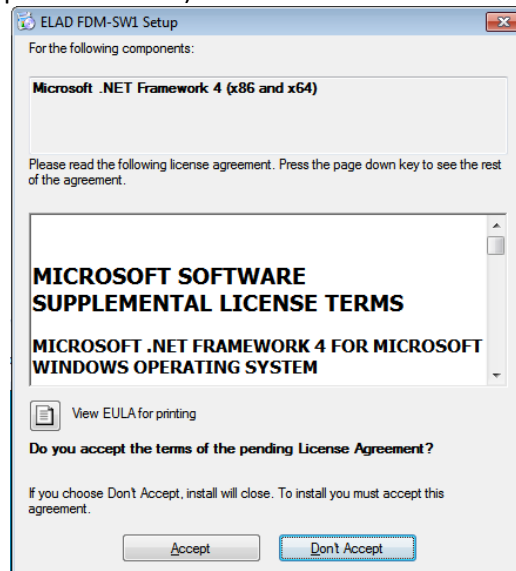 ELAD FDM-SW1 Setup
For the following components:
Microsoft .NET Framework 4 (x86 and x64)
Please read the following license agreement. Press the page down key to see the rest
of the agreement.
MICROSOFT SOFTWARE
SUPPLEMENTAL LICENSE TERMS
MICROSOFT .NET FRAMEWORK 4 FOR MICROSOFT
WINDOWS OPERATING SYSTEM
View EULA for printing
Do you accept the terms of the pending License Agreement?
If you choose Don't Accept, install will close. To install you must accept this
agreement.
Accept
Don't Accept